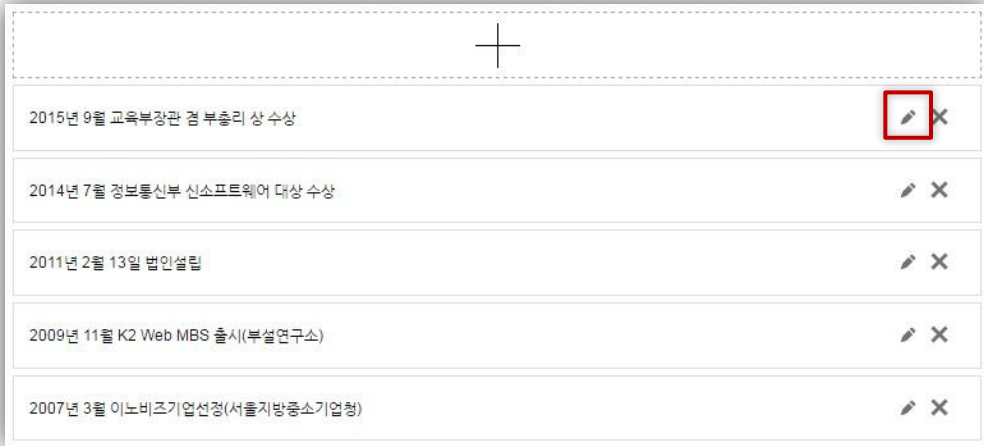 2015년 9월 교육부장관 겸 부총리 상 수상
2014년 7월 정보통신부 신소프트웨어 대상 수상
2011년 2월 13일 법인설립
2009년 11월 K2 Web MBS 출시(부설연구소)
2007년 3월 이노비즈기업선정(서울지방중소기업청)